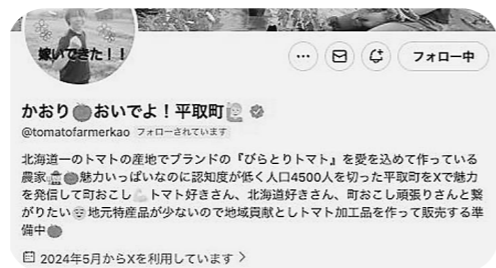 嫁いできた！！
フォロー中
かおり🍅おいでよ！平取町🙋🏻
@tomatofarmerkao フォローされています
北海道一のトマトの産地でブランドの『びらとりトマト』を愛を込めて作っている
農家👩‍🌾🍅魅力いっぱいなのに認知度が低く人口4500人を切った平取町をXで魅力
を発信して町おこし💪🏻トマト好きさん、北海道好きさん、町おこし頑張りさんと繋
がりたい☺️地元特産品が少ないので地域貢献としトマト加工品を作って販売する準
備中🍅
2024年5月からXを利用しています